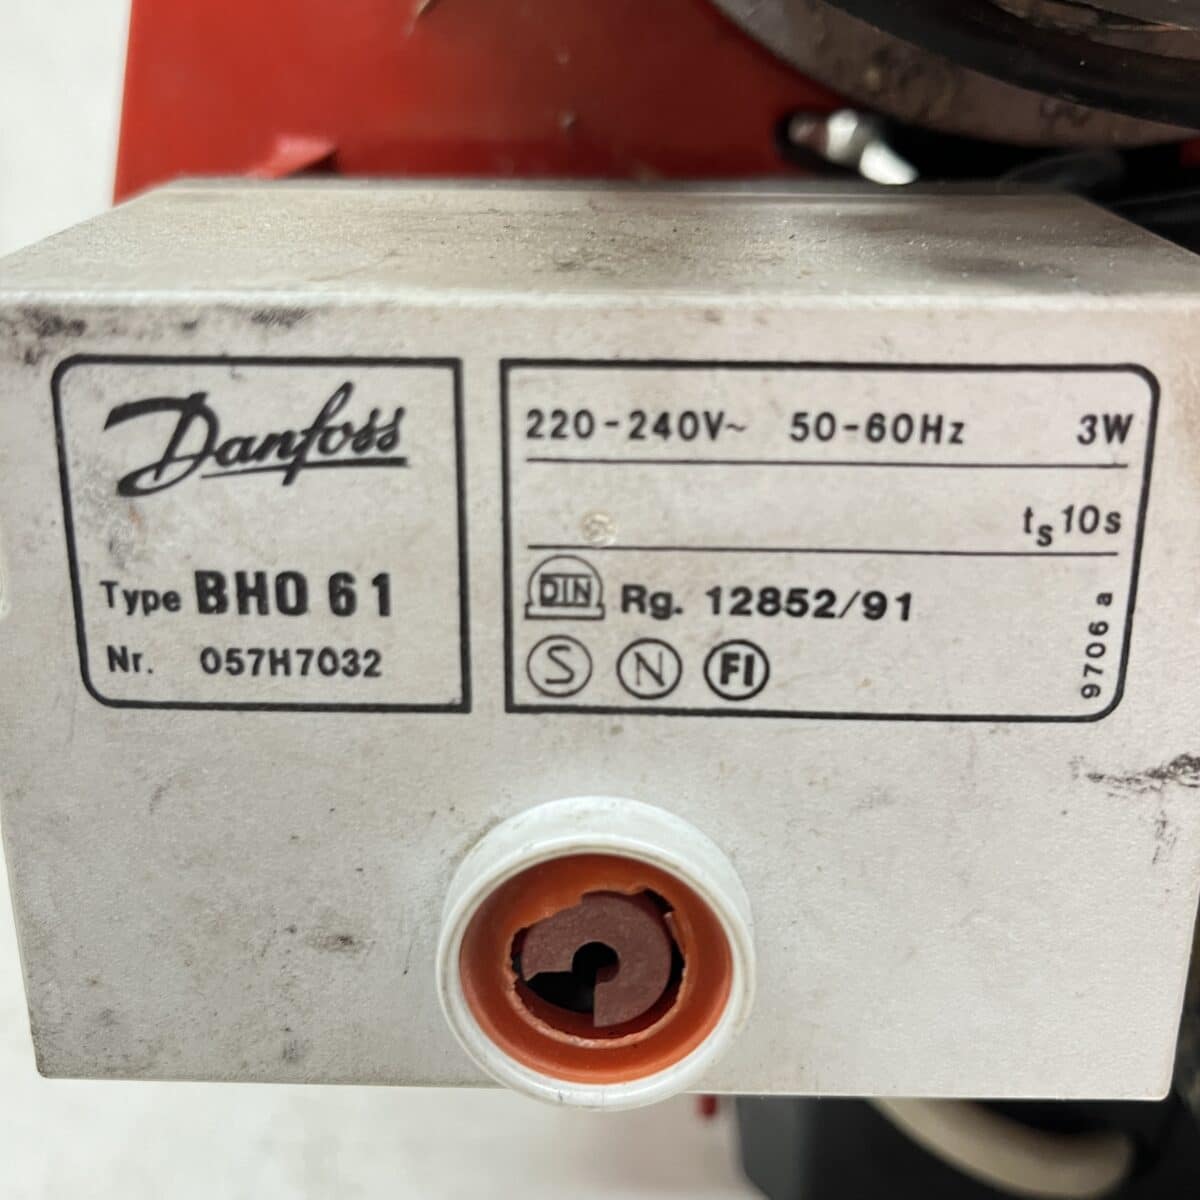 Danfoss
Type BHO 61
Nr. 057H7032
220-240V~ 50-60Hz 3W
ts 10s
DIN Rg. 12852/91
S N FI
9706 a